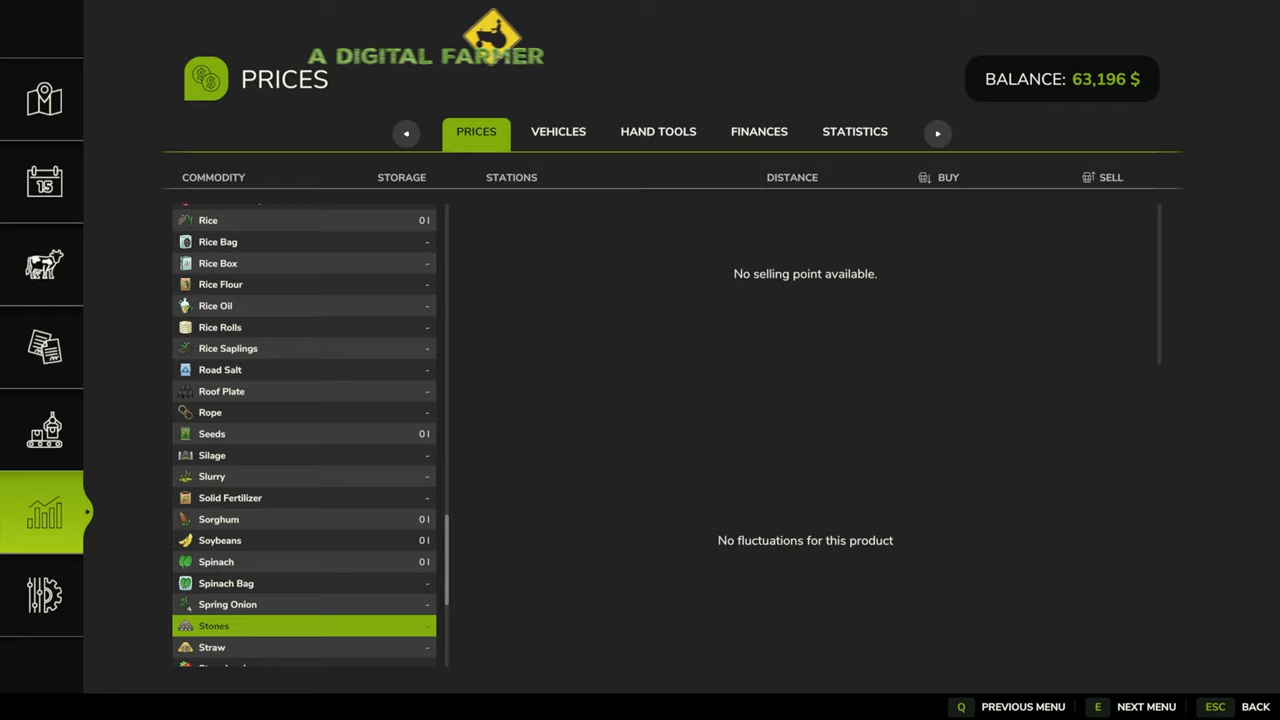 A DIGITAL FARMER
PRICES
BALANCE: 63,196 $
PRICES VEHICLES HAND TOOLS FINANCES STATISTICS
COMMODITY STORAGE STATIONS DISTANCE BUY SELL
Rice 0 l
Rice Bag -
Rice Box -
Rice Flour -
Rice Oil -
Rice Rolls -
Rice Saplings -
Road Salt -
Roof Plate -
Rope -
Seeds 0 l
Silage -
Slurry -
Solid Fertilizer -
Sorghum 0 l
Soybeans 0 l
Spinach 0 l
Spinach Bag -
Spring Onion -
Stones -
Straw -
No selling point available.
No fluctuations for this product
15
Q PREVIOUS MENU E NEXT MENU ESC BACK